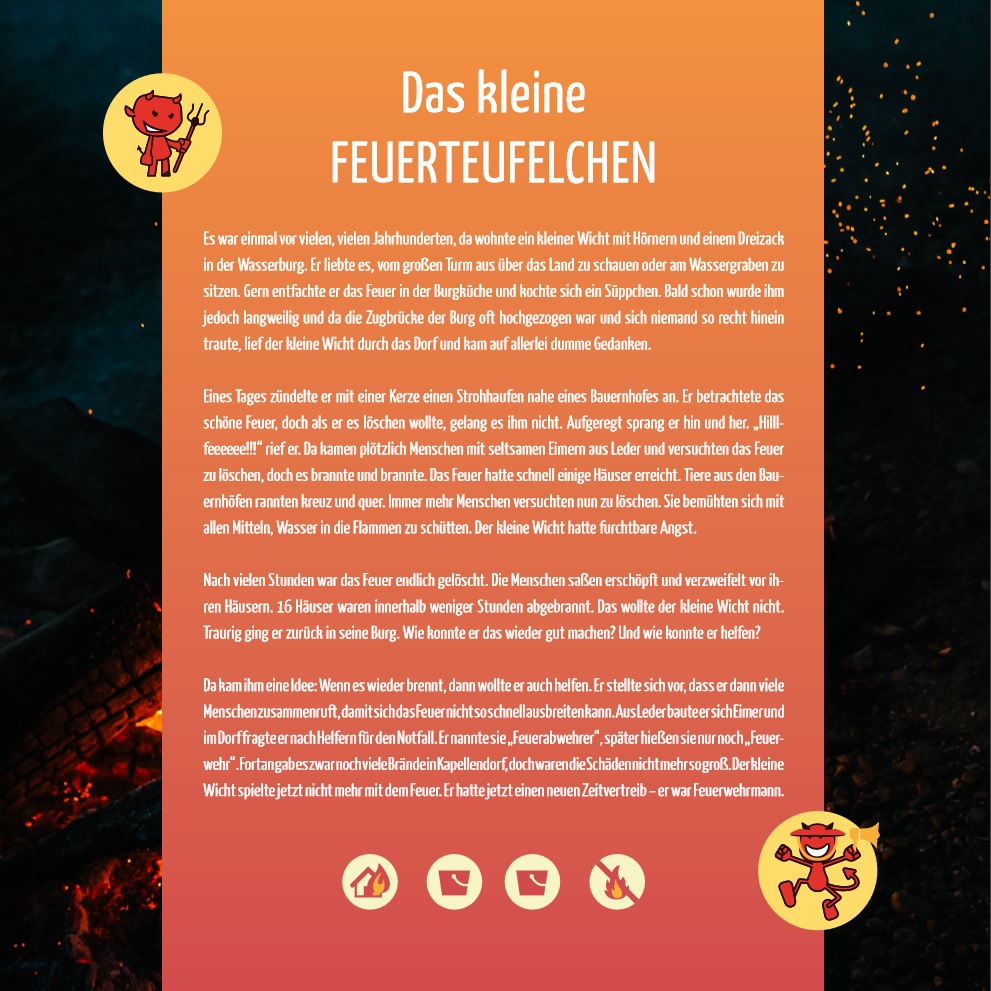 Das kleine
FEUERTEUFELCHEN
Es war einmal vor vielen, vielen Jahrhunderten, da wohnte ein kleiner Wicht mit Hörnern und einem Dreizack
in der Wasserburg. Er liebte es, vom großen Turm aus über das Land zu schauen oder am Wassergraben zu
sitzen. Gern entfachte er das Feuer in der Burgküche und kochte sich ein Süppchen. Bald schon wurde ihm
jedoch langweilig und da die Zugbrücke der Burg oft hochgezogen war und sich niemand so recht hinein
traute, lief der kleine Wicht durch das Dorf und kam auf allerlei dumme Gedanken.
Eines Tages zündelte er mit einer Kerze einen Strohhaufen nahe eines Bauernhofes an. Er betrachtete das
schöne Feuer, doch als er es löschen wollte, gelang es ihm nicht. Aufgeregt sprang er hin und her. „Hilll-
feeeeee!!!“ rief er. Da kamen plötzlich Menschen mit seltsamen Eimern aus Leder und versuchten das Feuer
zu löschen, doch es brannte und brannte. Das Feuer hatte schnell einige Häuser erreicht. Tiere aus den Bau-
ernhöfen rannten kreuz und quer. Immer mehr Menschen versuchten nun zu löschen. Sie bemühten sich mit
allen Mitteln, Wasser in die Flammen zu schütten. Der kleine Wicht hatte furchtbare Angst.
Nach vielen Stunden war das Feuer endlich gelöscht. Die Menschen saßen erschöpft und verzweifelt vor ih-
ren Häusern. 16 Häuser waren innerhalb weniger Stunden abgebrannt. Das wollte der kleine Wicht nicht.
Traurig ging er zurück in seine Burg. Wie konnte er das wieder gut machen? Und wie konnte er helfen?
Da kam ihm eine Idee: Wenn es wieder brennt, dann wollte er auch helfen. Er stellte sich vor, dass er dann viele
Menschen zusammenruft, damit sich das Feuer nicht so schnell ausbreiten kann. Aus Leder baute er sich Eimer und
im Dorf fragte er nach Helfern für den Notfall. Er nannte sie „Feuerabwehrer“, später hießen sie nur noch „Feuer-
wehr“. Fortan gab es zwar noch viele Brände in Kapellendorf, doch waren die Schäden nicht mehr so groß. Der kleine
Wicht spielte jetzt nicht mehr mit dem Feuer. Er hatte jetzt einen neuen Zeitvertreib – er war Feuerwehrmann.